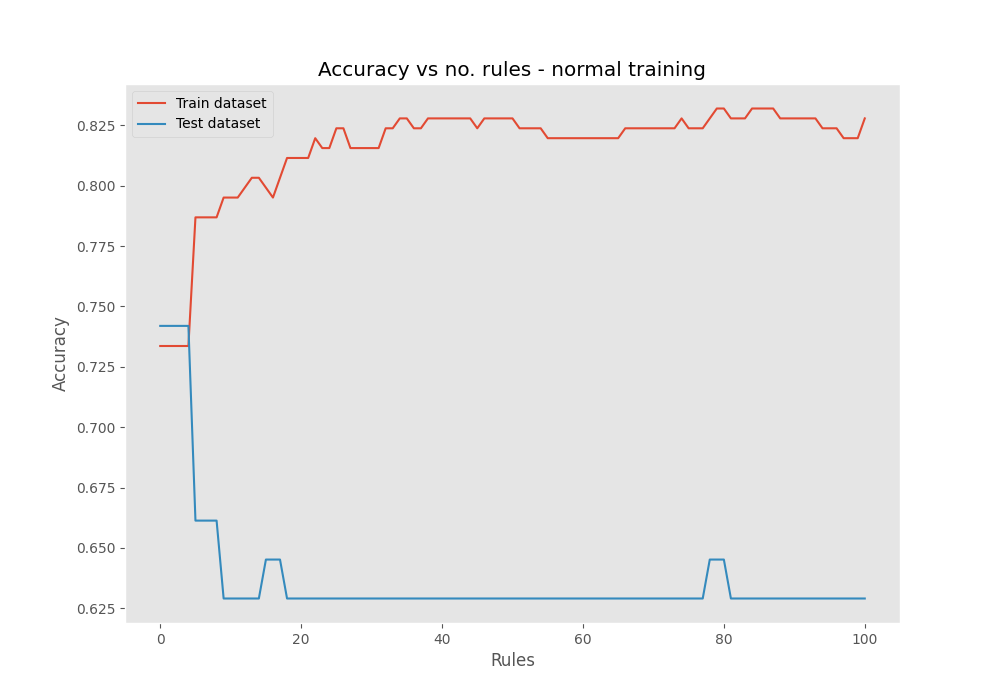 Accuracy vs no. rules - normal training
Train dataset
Test dataset
0.825
0.800
0.775
0.750
0.725
0.700
0.675
0.650
0.625
Accuracy
0 20 40 60 80 100
Rules